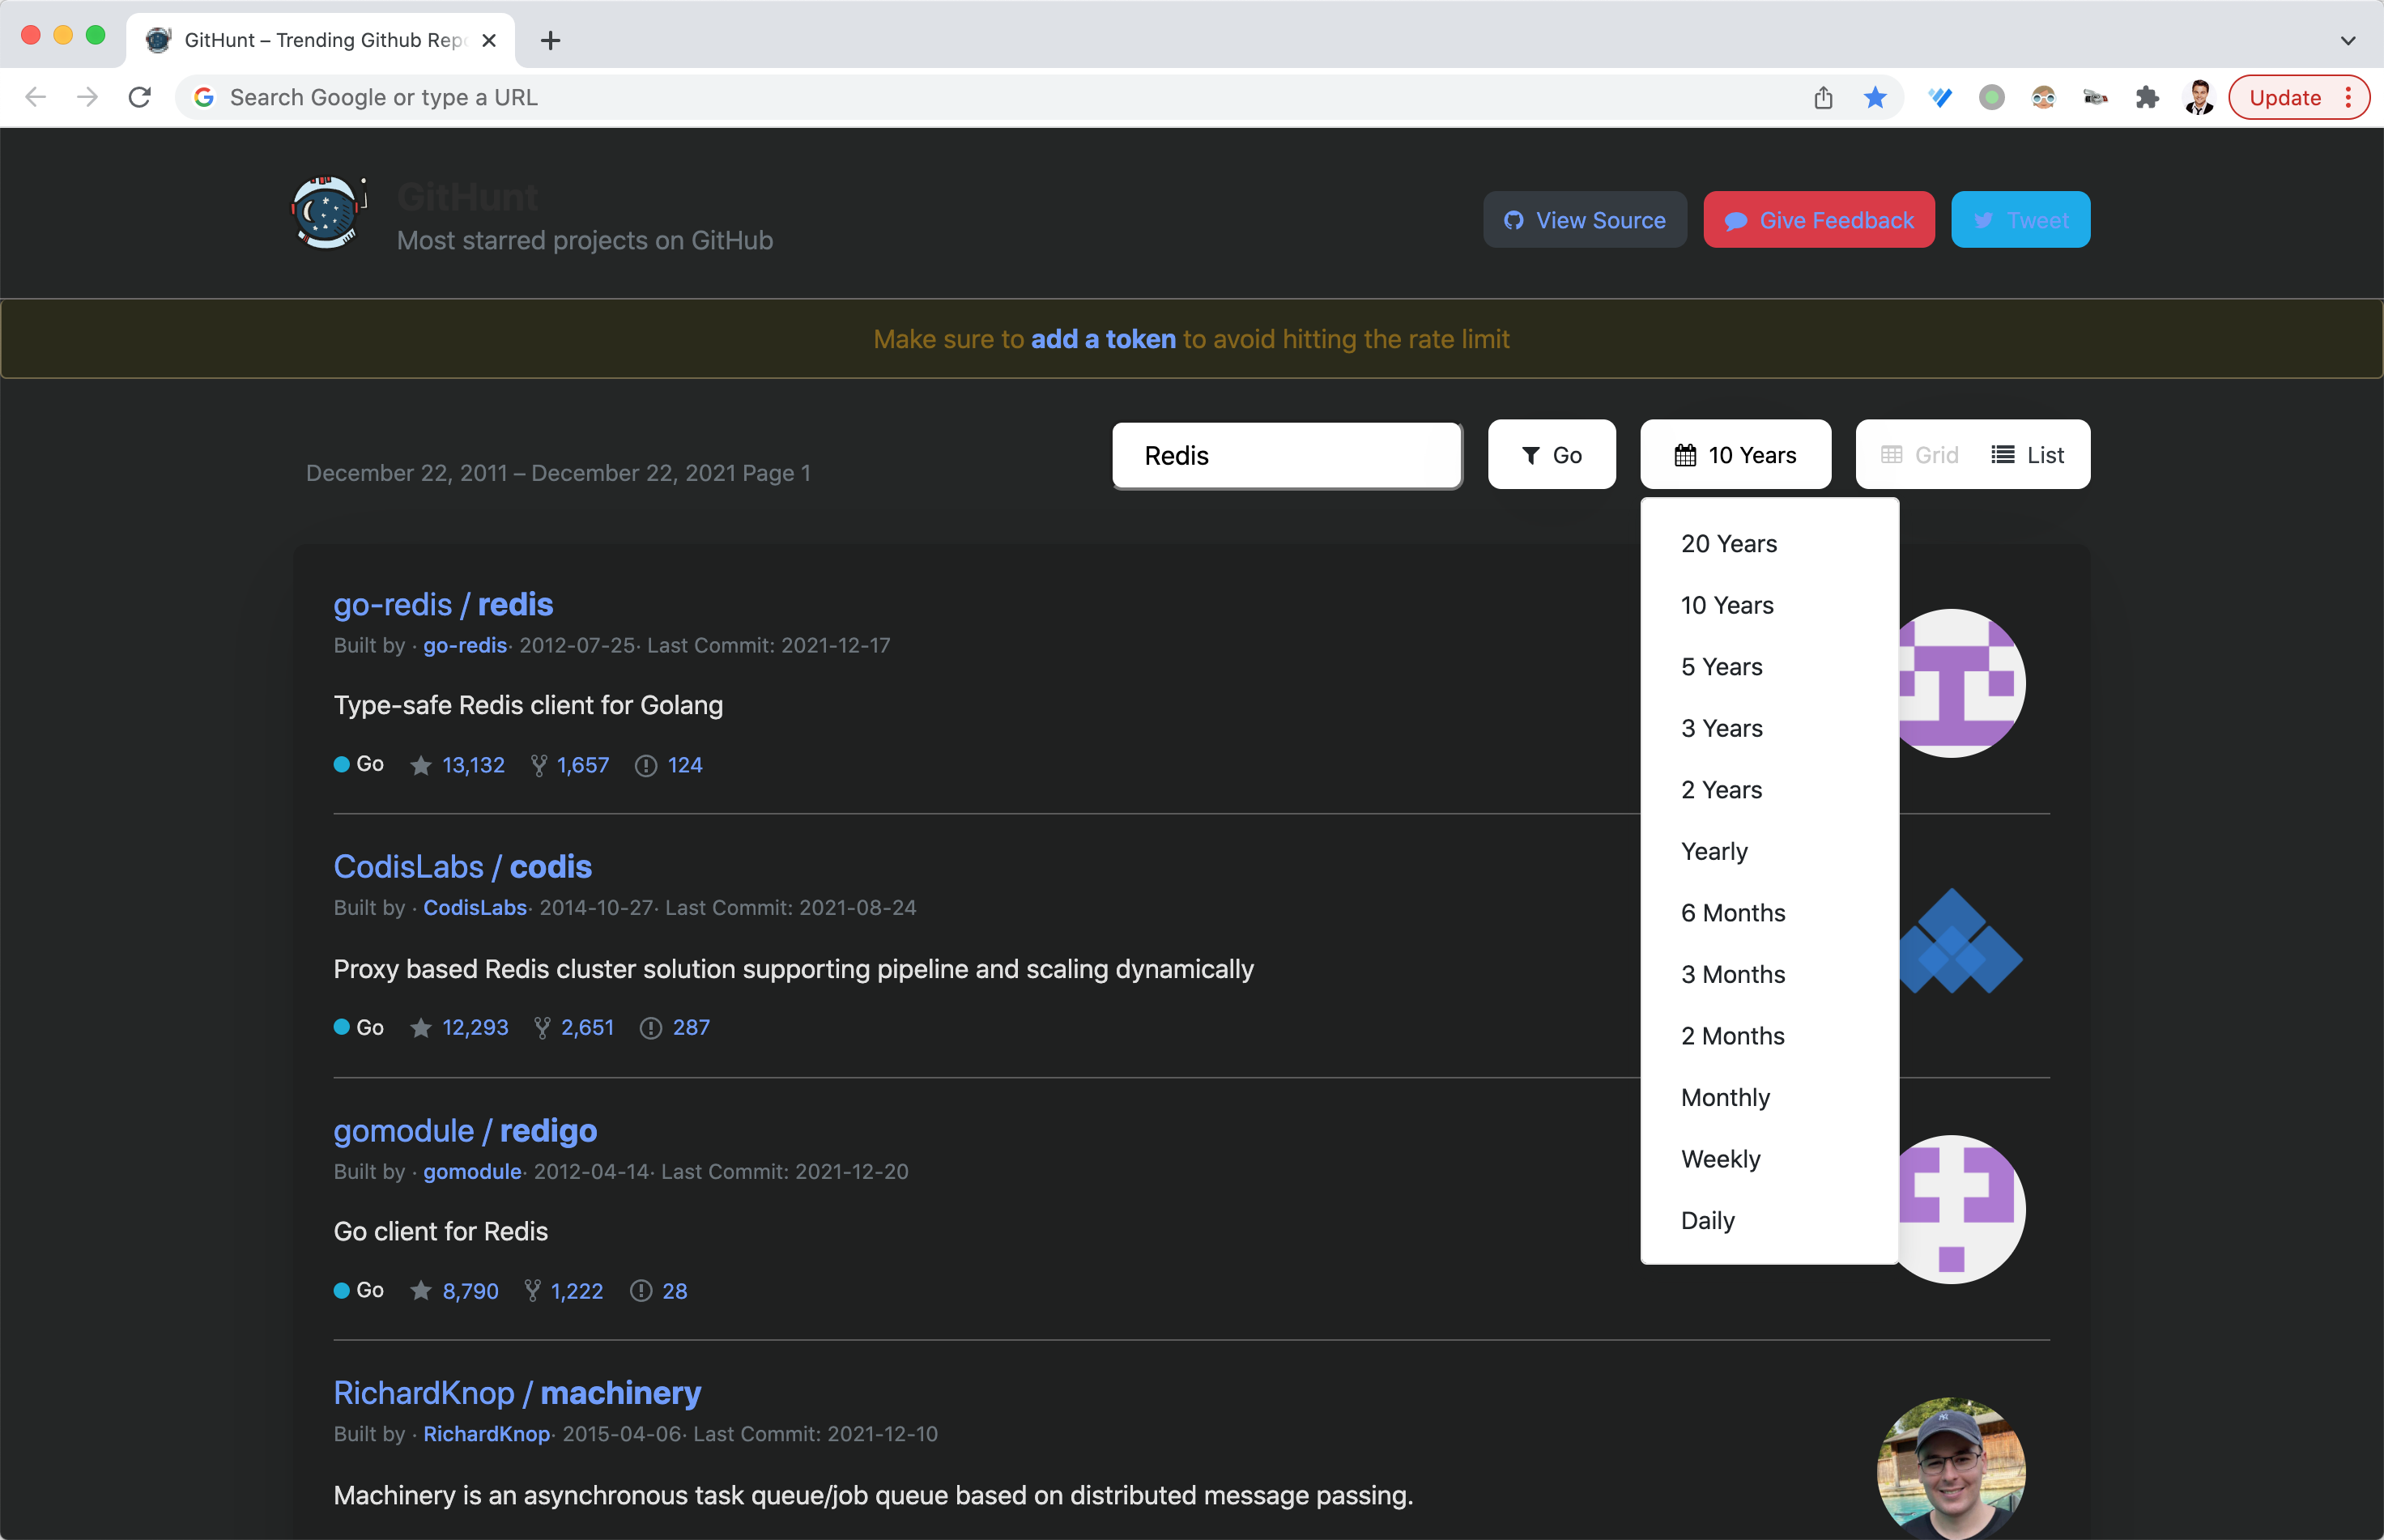 GitHunt – Trending Github Repo
Search Google or type a URL
Update
GitHunt
Most starred projects on GitHub
View Source
Give Feedback
Tweet
Make sure to add a token to avoid hitting the rate limit
December 22, 2011 – December 22, 2021 Page 1
Redis
Go
10 Years
Grid
List
20 Years
10 Years
5 Years
3 Years
2 Years
Yearly
6 Months
3 Months
2 Months
Monthly
Weekly
Daily
go-redis / redis
Built by · go-redis· 2012-07-25· Last Commit: 2021-12-17
Type-safe Redis client for Golang
Go 13,132 1,657 124
CodisLabs / codis
Built by · CodisLabs· 2014-10-27· Last Commit: 2021-08-24
Proxy based Redis cluster solution supporting pipeline and scaling dynamically
Go 12,293 2,651 287
gomodule / redigo
Built by · gomodule· 2012-04-14· Last Commit: 2021-12-20
Go client for Redis
Go 8,790 1,222 28
RichardKnop / machinery
Built by · RichardKnop· 2015-04-06· Last Commit: 2021-12-10
Machinery is an asynchronous task queue/job queue based on distributed message passing.